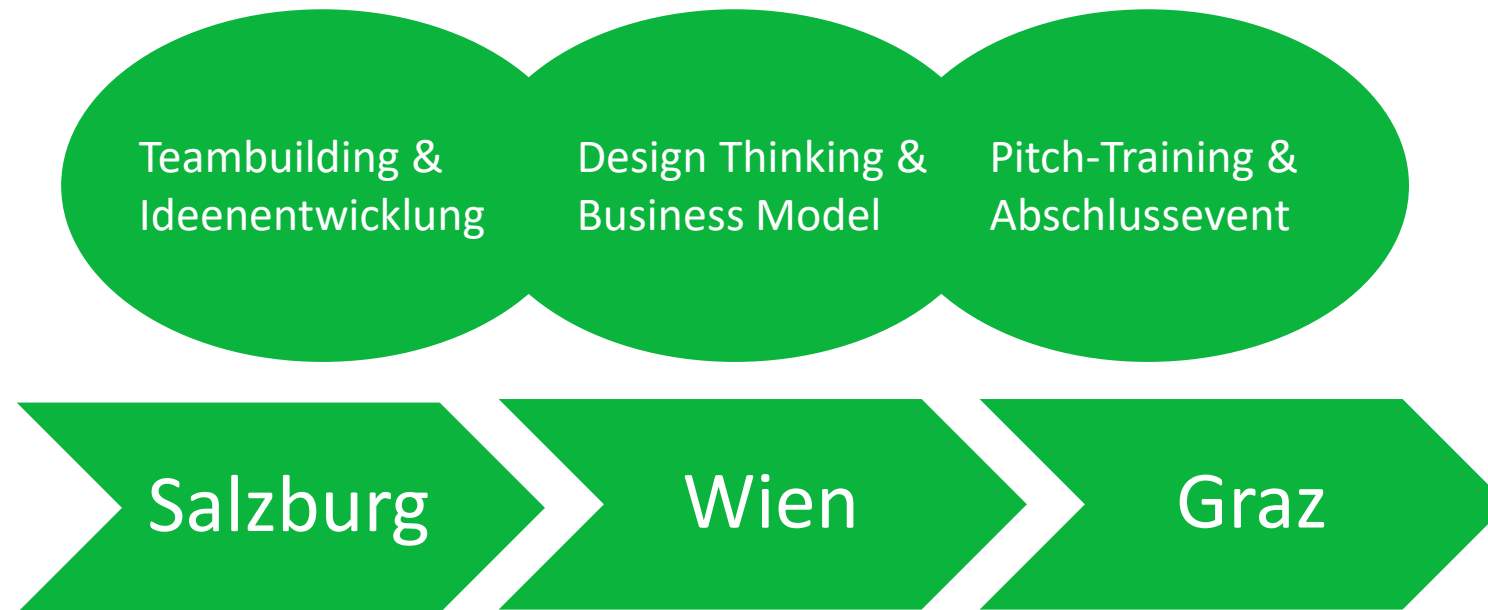 Teambuilding &
Ideenentwicklung
Design Thinking &
Business Model
Pitch-Training &
Abschlussevent
Salzburg
Wien
Graz